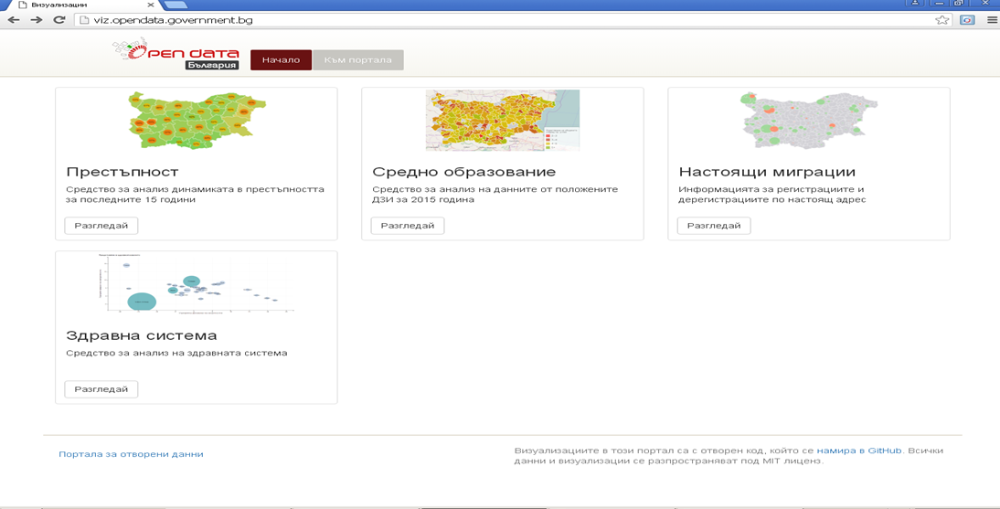 Визуализации
viz.opendata.government.bg
Open data
България
Начало
Към портала
Престъпност
Средство за анализ динамиката в престъпността
за последните 15 години
Разгледай
Средно образование
Средство за анализ на данните от положените
ДЗИ за 2015 година
Разгледай
Настоящи миграции
Информацията за регистрациите и
дерегистрациите по настоящ адрес
Разгледай
Здравна система
Средство за анализ на здравната система
Разгледай
Портала за отворени данни
Визуализациите в този портал са с отворен код, който се намира в GitHub. Всички
данни и визуализации се разпространяват под MIT лиценз.